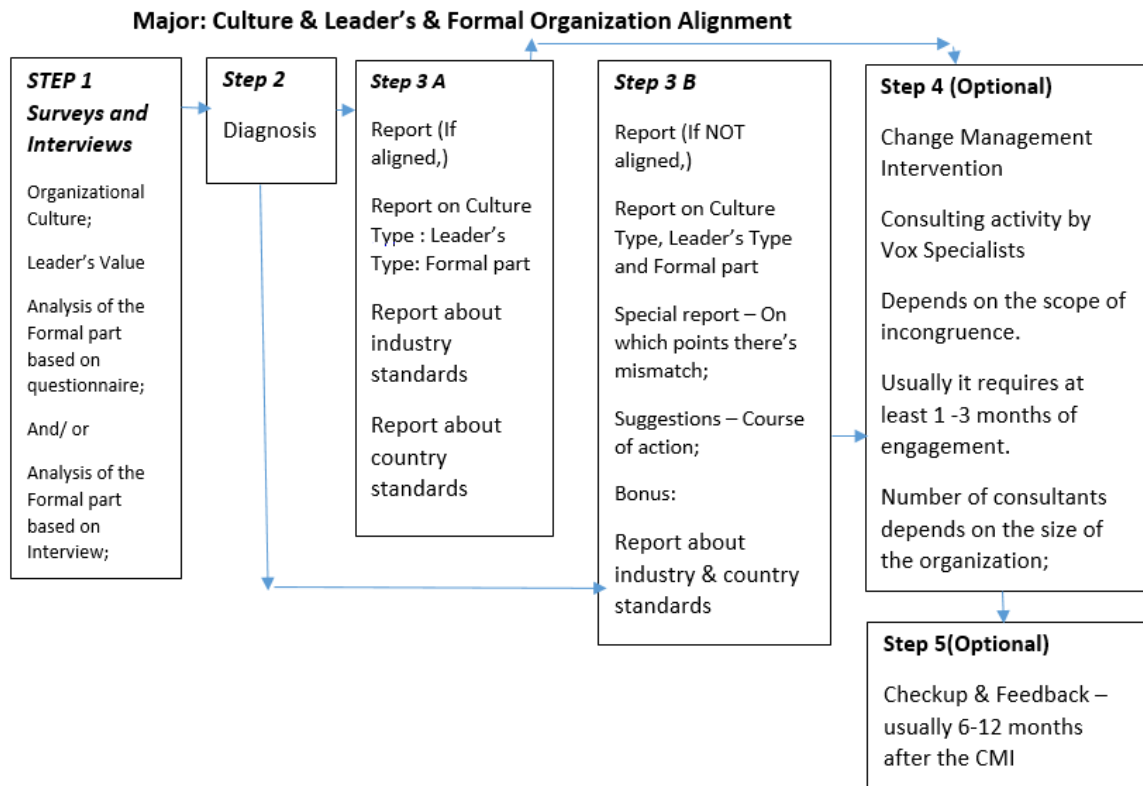 Major: Culture & Leader's & Formal Organization Alignment
STEP 1
Surveys and
Interviews
Organizational
Culture;
Leader's Value
Analysis of the
Formal part
based on
questionnaire;
And/ or
Analysis of the
Formal part
based on
Interview;
Step 2
Diagnosis
Step 3 A
Report (If
aligned,)
Report on Culture
Type : Leader's
Type: Formal part
Report about
industry
standards
Report about
country
standards
Step 3 B
Report (If NOT
aligned,)
Report on Culture
Type, Leader's Type
and Formal part
Special report – On
which points there's
mismatch;
Suggestions – Course
of action;
Bonus:
Report about
industry & country
standards
Step 4 (Optional)
Change Management
Intervention
Consulting activity by
Vox Specialists
Depends on the scope of
incongruence.
Usually it requires at
least 1 -3 months of
engagement.
Number of consultants
depends on the size of
the organization;
Step 5(Optional)
Checkup & Feedback –
usually 6-12 months
after the CMI